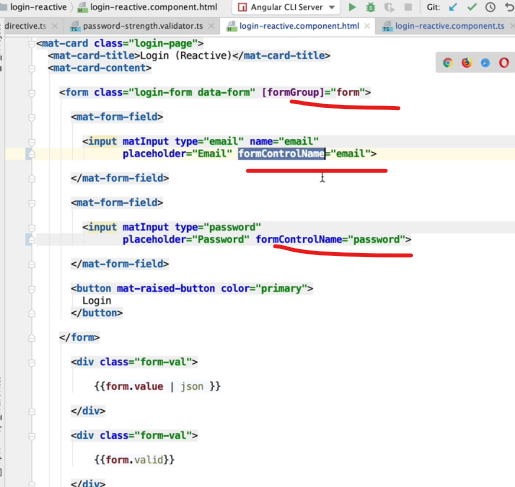 login-reactive
login-reactive.component.html
Angular CLI Server
Git:
directive.ts
password-strength.validator.ts
login-reactive.component.html
login-reactive.component.ts
<mat-card class="login-page">
<mat-card-title>Login (Reactive)</mat-card-title>
<mat-card-content>
<form class="login-form data-form" [formGroup]="form">
<mat-form-field>
<input matInput type="email" name="email"
placeholder="Email" formControlName="email">
</mat-form-field>
<mat-form-field>
<input matInput type="password"
placeholder="Password" formControlName="password">
</mat-form-field>
<button mat-raised-button color="primary">
Login
</button>
</form>
<div class="form-val">
{{form.value | json }}
</div>
<div class="form-val">
{{form.valid}}
</div>